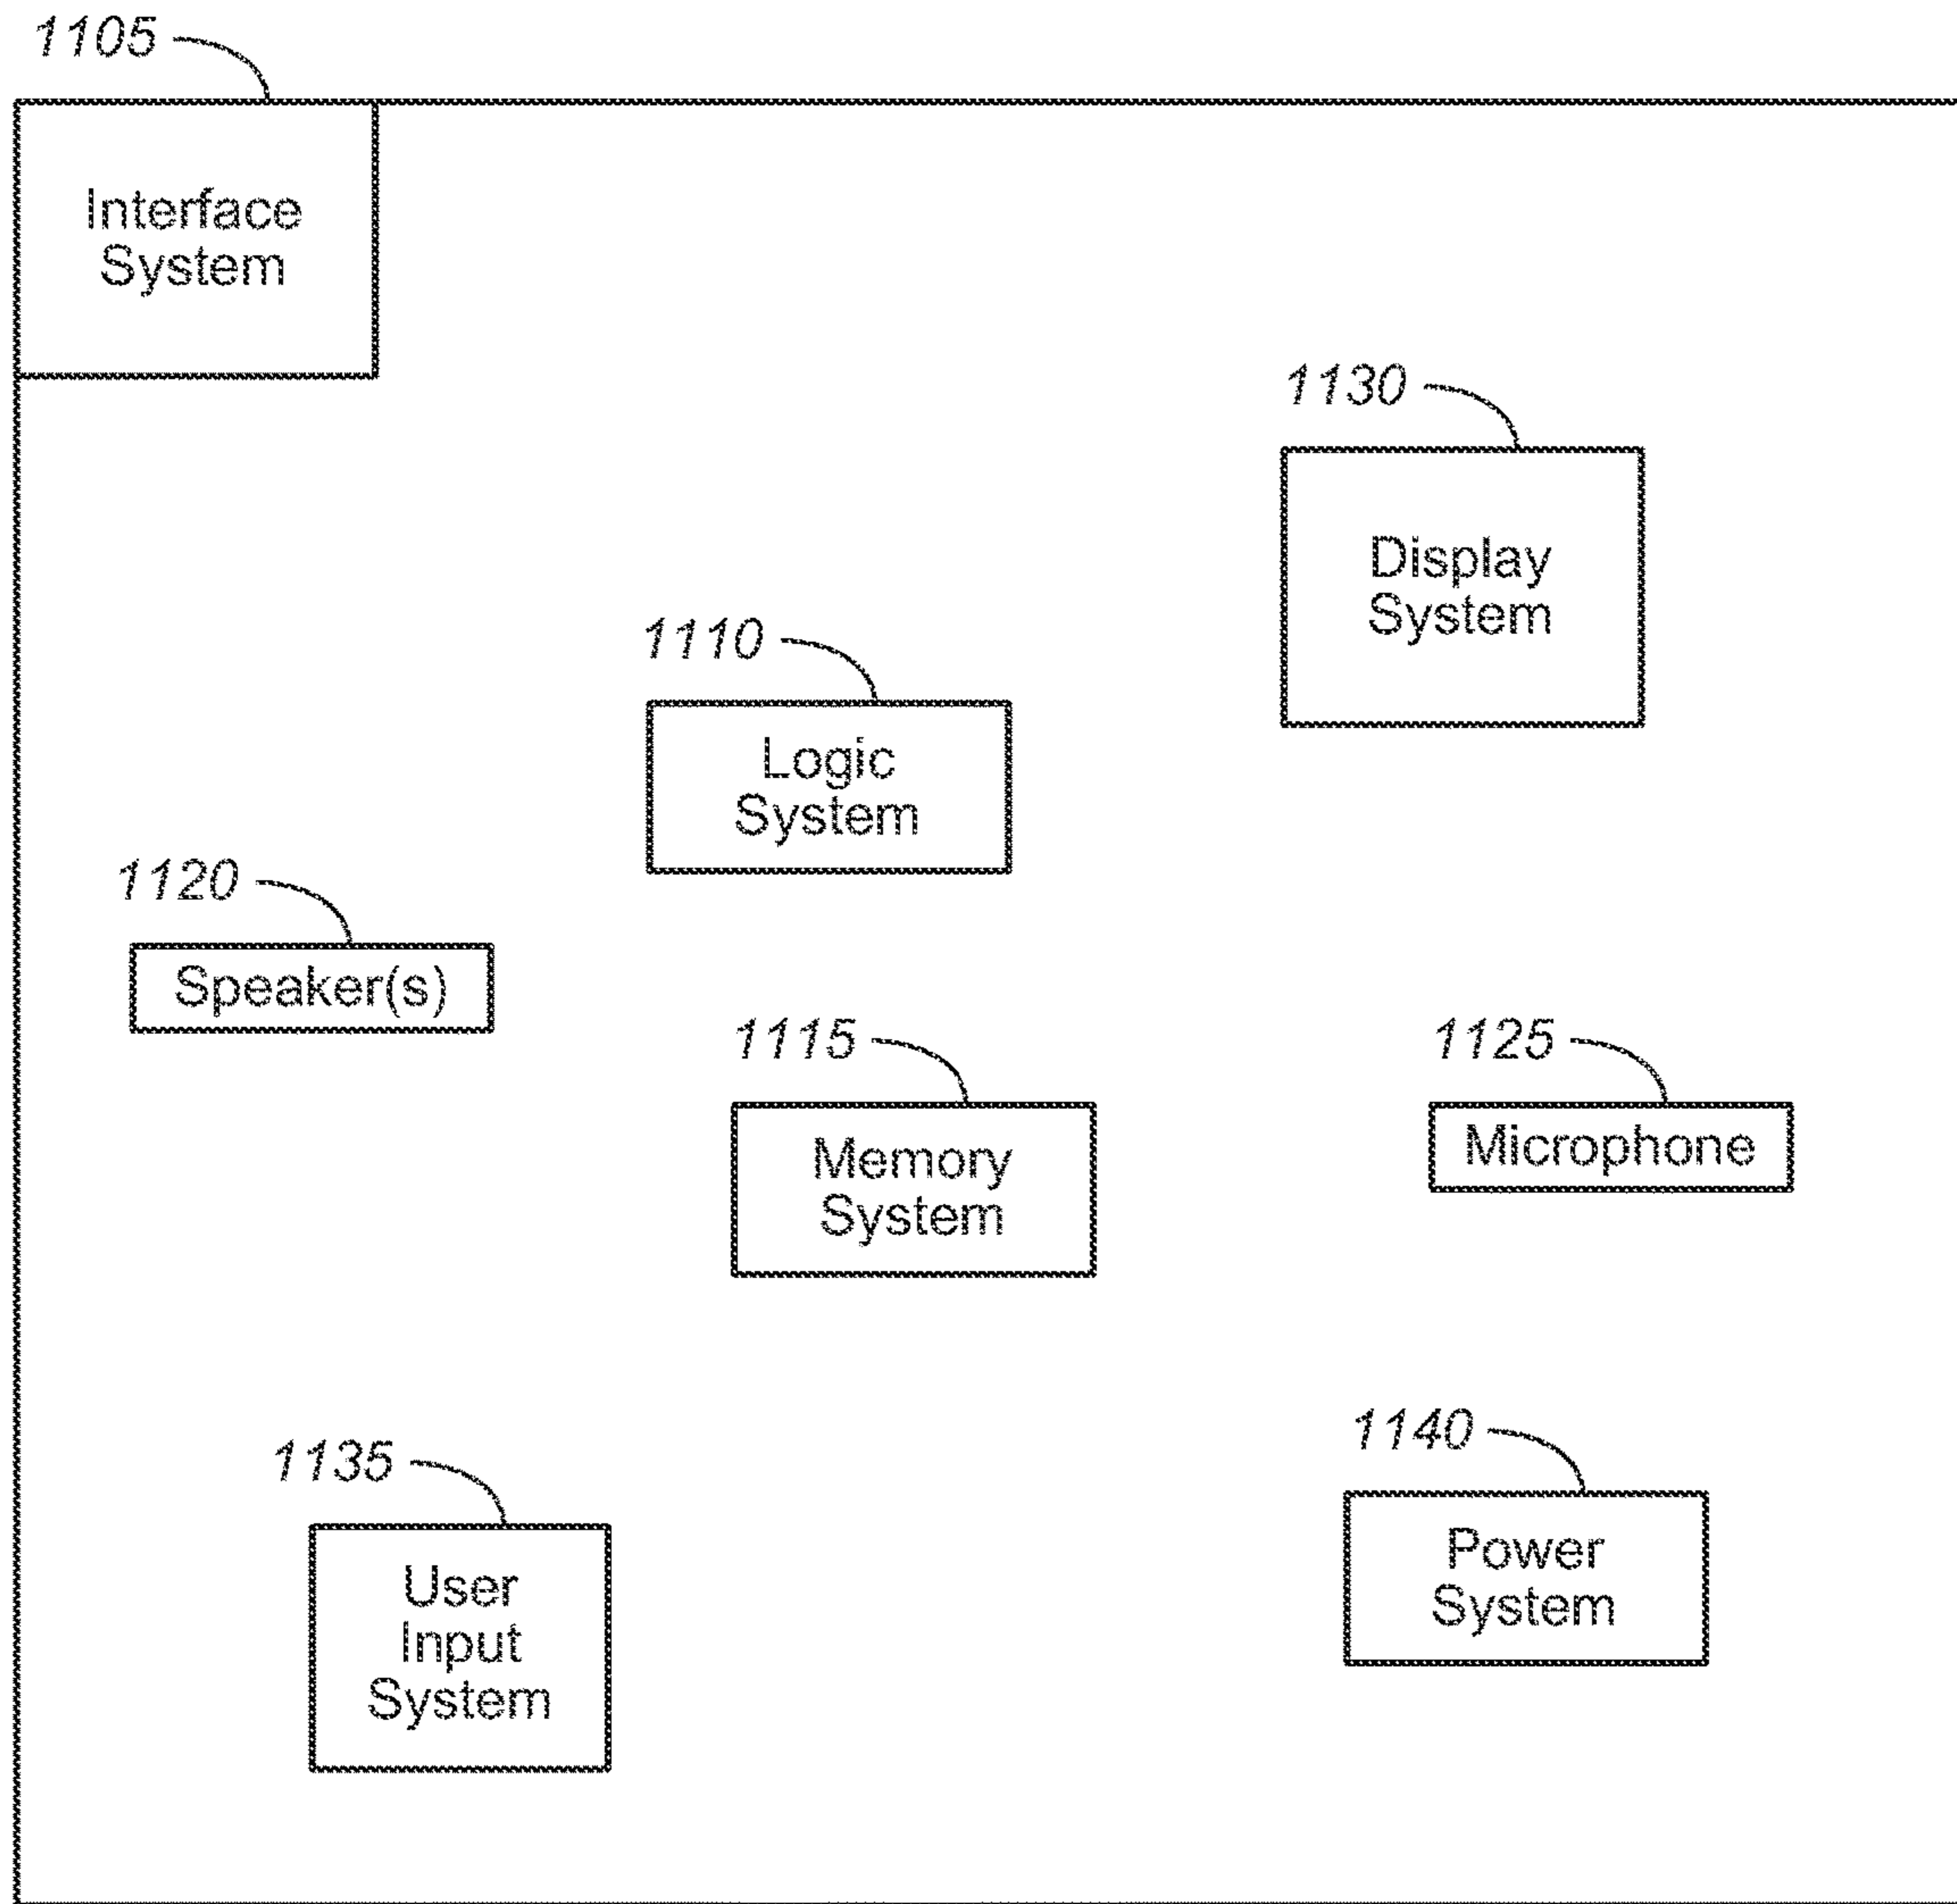 1105
Interface
System
1130
Display
System
1110
Logic
System
1120
Speaker(s)
1115
Memory
System
1125
Microphone
1135
User
Input
System
1140
Power
System